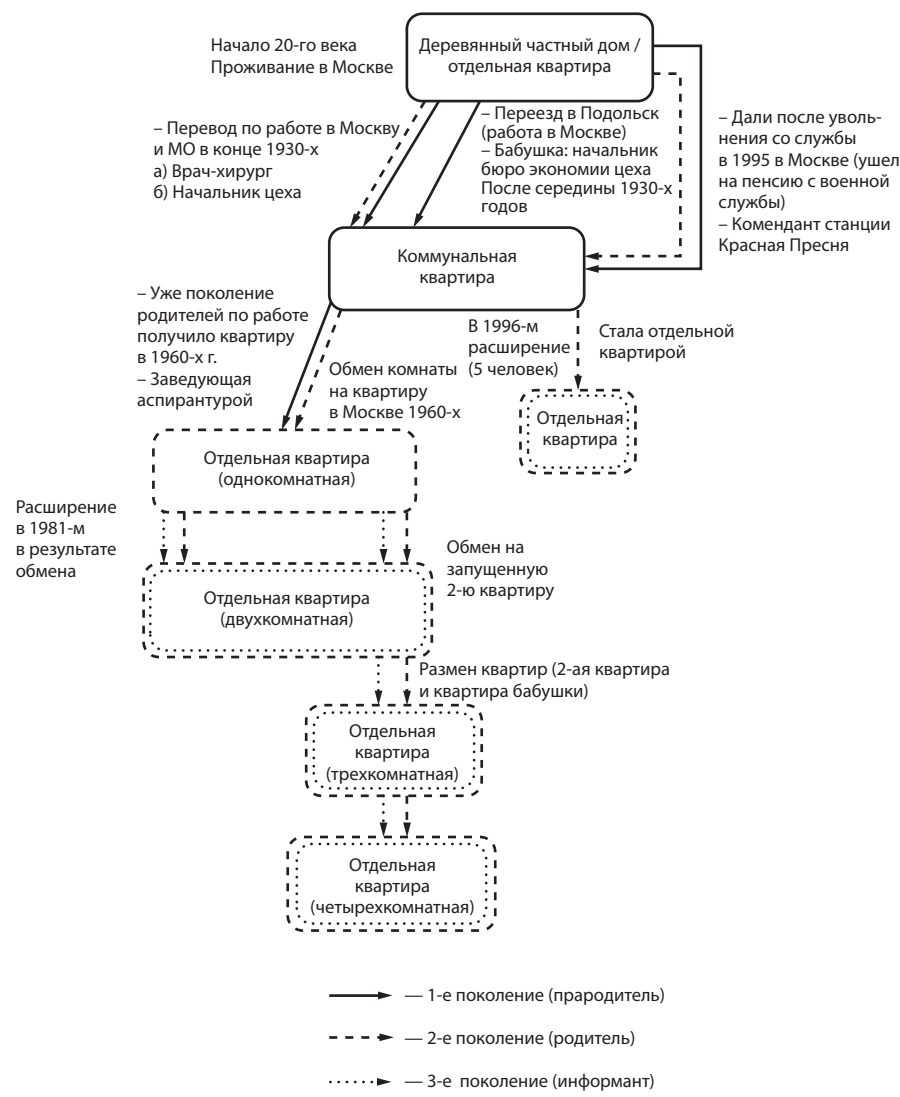 Начало 20-го века
Проживание в Москве
Деревянный частный дом /
отдельная квартира
– Перевод по работе в Москву
и МО в конце 1930-х
а) Врач-хирург
б) Начальник цеха
– Переезд в Подольск
(работа в Москве)
– Бабушка: начальник
бюро экономии цеха
После середины 1930-х
годов
– Дали после уволь-
нения со службы
в 1995 в Москве (ушел
на пенсию с военной
службы)
– Комендант станции
Красная Пресня
Коммунальная
квартира
– Уже поколение
родителей по работе
получило квартиру
в 1960-х г.
– Заведующая
аспирантурой
Обмен комнаты
на квартиру
в Москве 1960-х
В 1996-м
расширение
(5 человек)
Стала отдельной
квартирой
Отдельная
квартира
Отдельная квартира
(однокомнатная)
Расширение
в 1981-м
в результате
обмена
Обмен на
запущенную
2-ю квартиру
Отдельная квартира
(двухкомнатная)
Размен квартир (2-ая квартира
и квартира бабушки)
Отдельная
квартира
(трехкомнатная)
Отдельная
квартира
(четырехкомнатная)
— 1-е поколение (прародитель)
— 2-е поколение (родитель)
— 3-е поколение (информант)